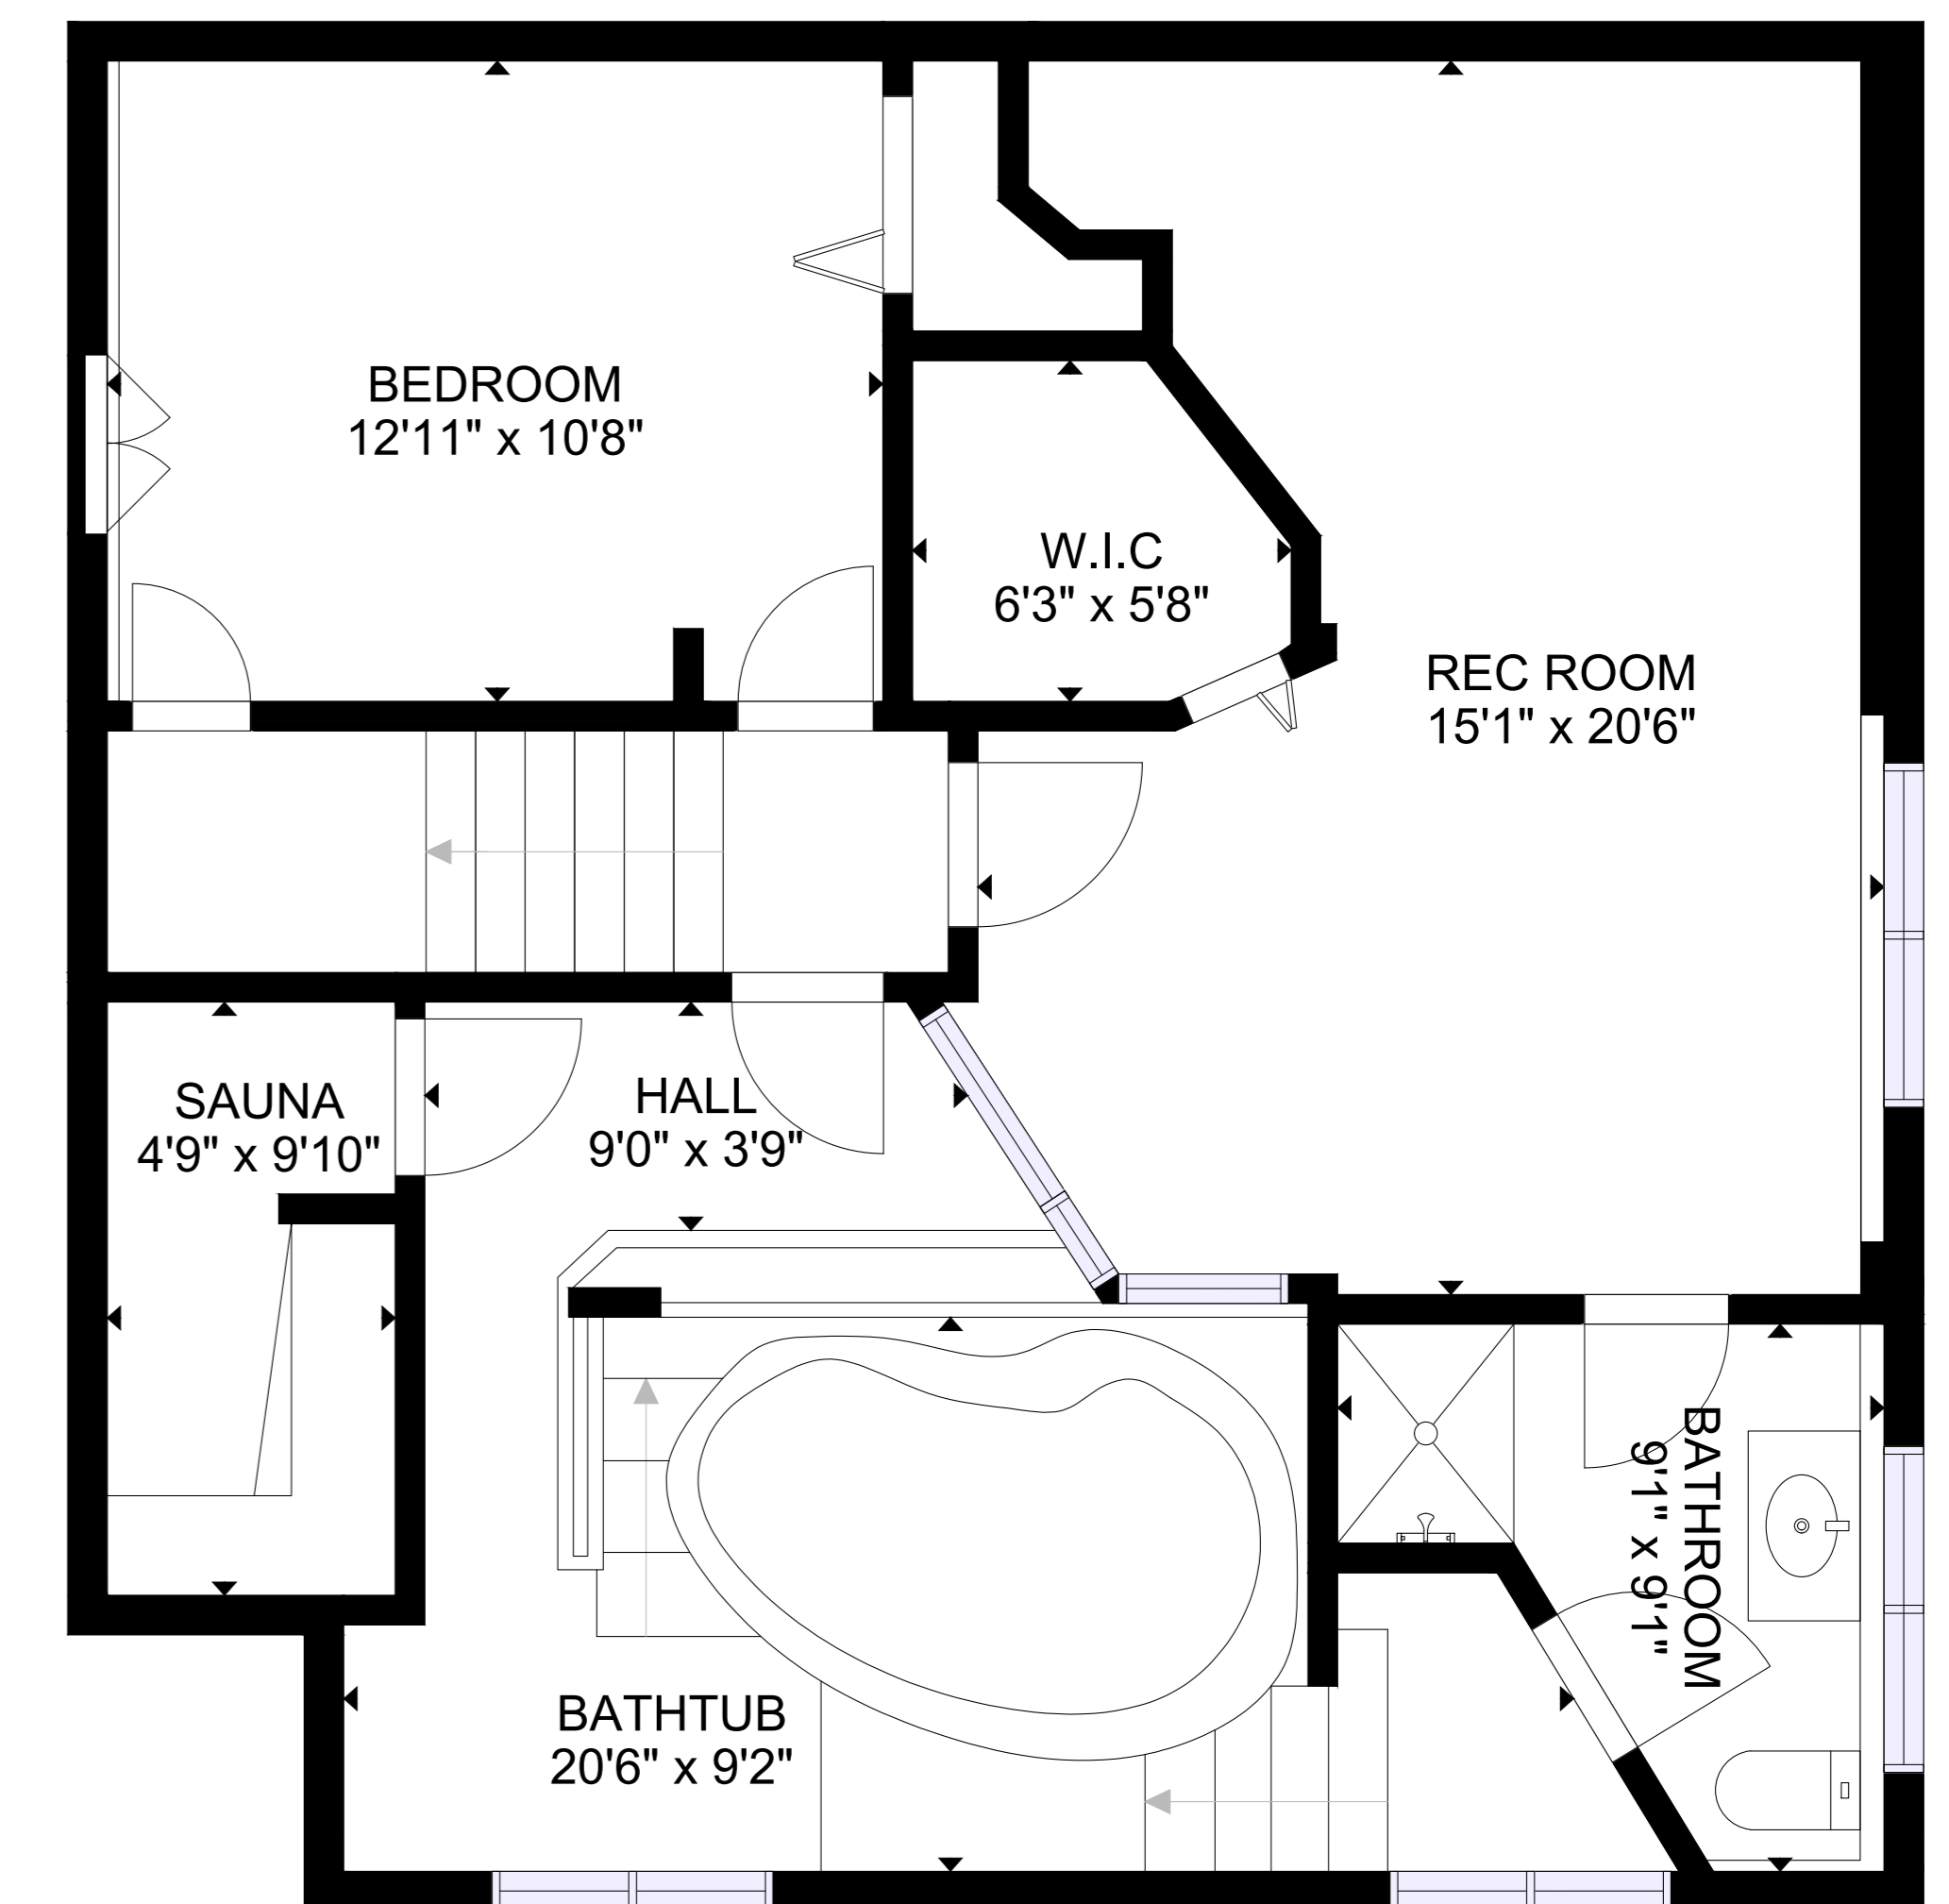 BEDROOM
12'11" x 10'8"
W.I.C
6'3" x 5'8"
REC ROOM
15'1" x 20'6"
SAUNA
4'9" x 9'10"
HALL
9'0" x 3'9"
BATHROOM
9'1" x 9'1"
BATHTUB
20'6" x 9'2"